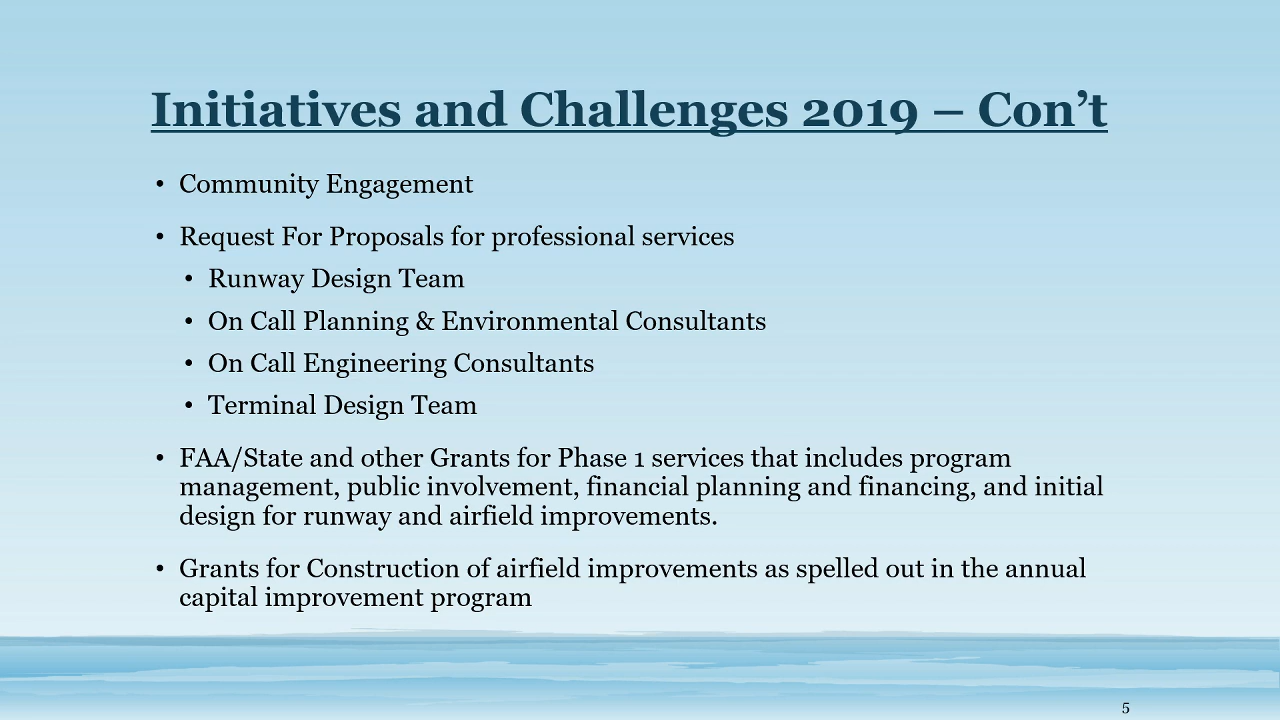 Initiatives and Challenges 2019 – Con’t
• Community Engagement
• Request For Proposals for professional services
• Runway Design Team
• On Call Planning & Environmental Consultants
• On Call Engineering Consultants
• Terminal Design Team
• FAA/State and other Grants for Phase 1 services that includes program
management, public involvement, financial planning and financing, and initial
design for runway and airfield improvements.
• Grants for Construction of airfield improvements as spelled out in the annual
capital improvement program
5